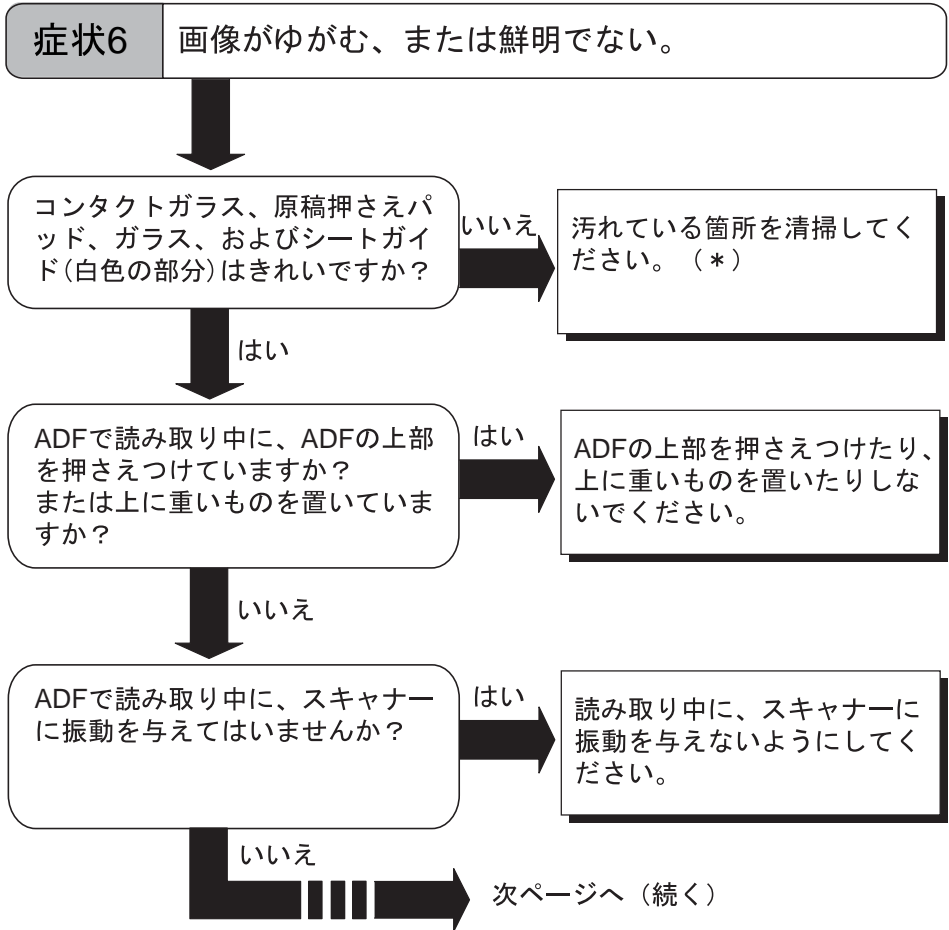 症状6 画像がゆがむ、または鮮明でない。
コンタクトガラス、原稿押さえパ
ッド、ガラス、およびシートガイ
ド(白色の部分)はきれいですか？
いいえ
汚れている箇所を清掃してく
ださい。（＊）
はい
ADFで読み取り中に、ADFの上部
を押さえつけていますか？
または上に重いものを置いていま
すか？
はい
ADFの上部を押さえつけたり、
上に重いものを置いたりしな
いでください。
いいえ
ADFで読み取り中に、スキャナー
に振動を与えてはいませんか？
はい
読み取り中に、スキャナーに
振動を与えないようにしてく
ださい。
いいえ
次ページへ（続く）